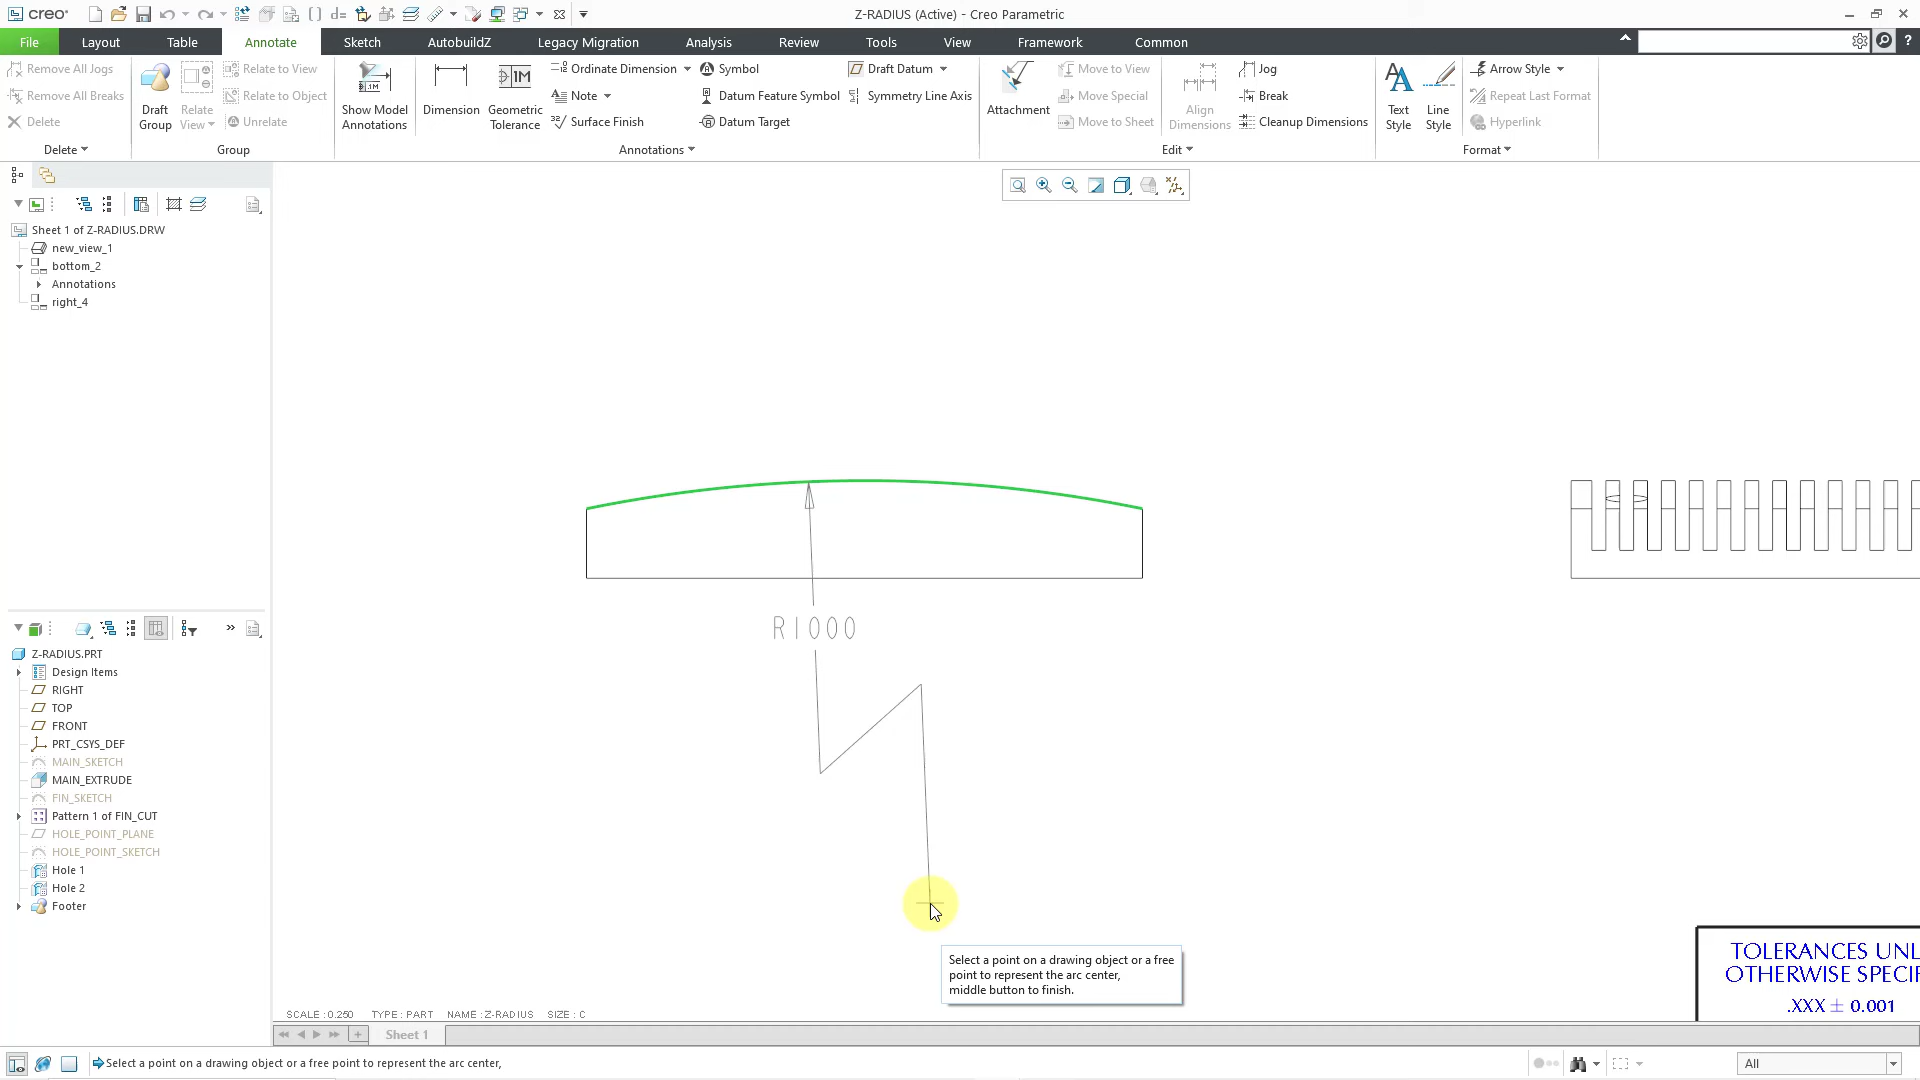 creo
Z-RADIUS (Active) - Creo Parametric
File
Layout
Table
Annotate
Sketch
AutobuildZ
Legacy Migration
Analysis
Review
Tools
View
Framework
Common
Remove All Jogs
Remove All Breaks
Delete
Delete
Draft
Group
Relate
View
Relate to View
Relate to Object
Unrelate
Group
Show Model
Annotations
Dimension
Geometric
Tolerance
Ordinate Dimension
Note
Surface Finish
Symbol
Datum Feature Symbol
Datum Target
Draft Datum
Symmetry Line Axis
Annotations
Attachment
Move to View
Move Special
Move to Sheet
Align
Dimensions
Jog
Break
Cleanup Dimensions
Edit
Text
Style
Line
Style
Arrow Style
Repeat Last Format
Hyperlink
Format
Sheet 1 of Z-RADIUS.DRW
new_view_1
bottom_2
Annotations
right_4
Z-RADIUS.PRT
Design Items
RIGHT
TOP
FRONT
PRT_CSYS_DEF
MAIN_SKETCH
MAIN_EXTRUDE
FIN_SKETCH
Pattern 1 of FIN_CUT
HOLE_POINT_PLANE
HOLE_POINT_SKETCH
Hole 1
Hole 2
Footer
R1000
Select a point on a drawing object or a free
point to represent the arc center,
middle button to finish.
TOLERANCES UNL
OTHERWISE SPECIF
.XXX ± 0.001
SCALE : 0.250 TYPE : PART NAME : Z-RADIUS SIZE : C
Sheet 1
Select a point on a drawing object or a free point to represent the arc center,
All